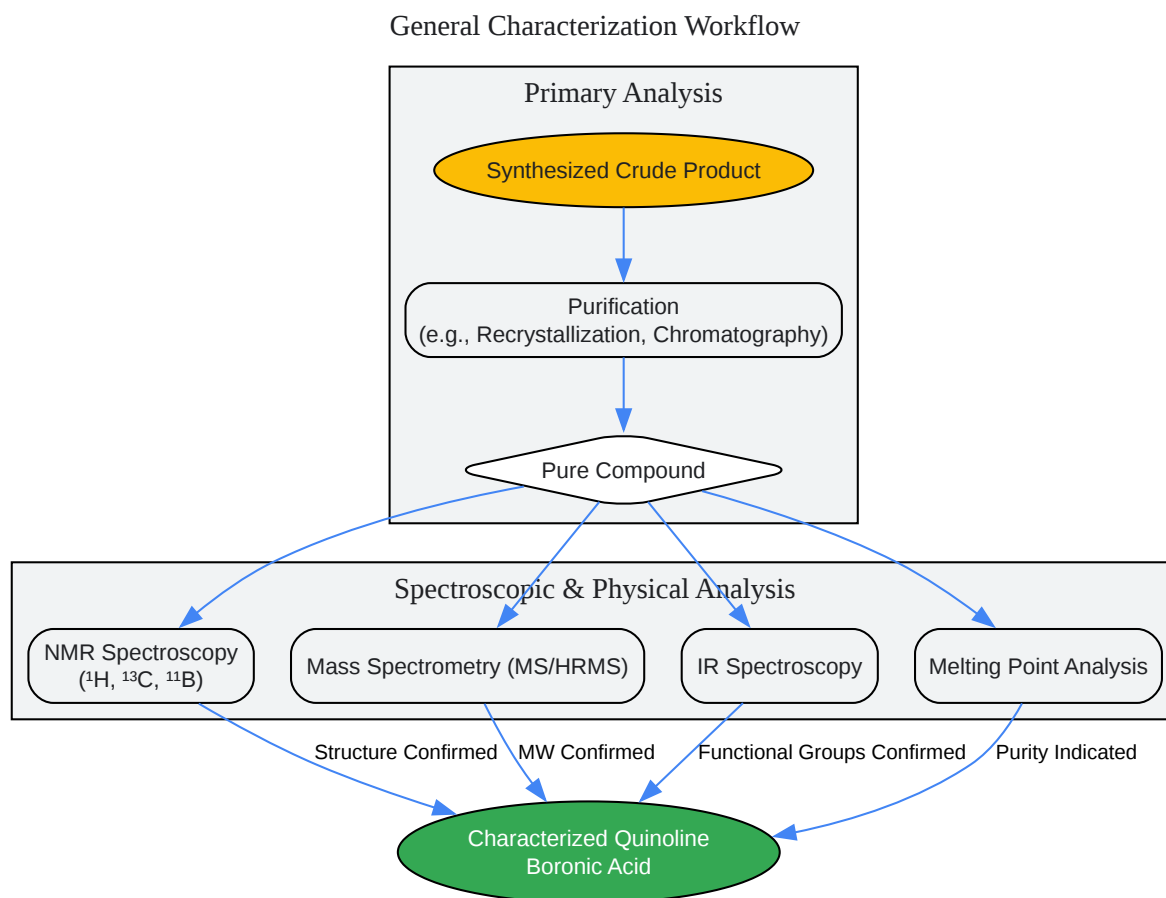 General Characterization Workflow
Primary Analysis
Synthesized Crude Product
Purification
(e.g., Recrystallization, Chromatography)
Pure Compound
Spectroscopic & Physical Analysis
NMR Spectroscopy
(¹H, ¹³C, ¹¹B)
Mass Spectrometry (MS/HRMS)
IR Spectroscopy
Melting Point Analysis
Structure Confirmed
MW Confirmed
Functional Groups Confirmed
Purity Indicated
Characterized Quinoline
Boronic Acid